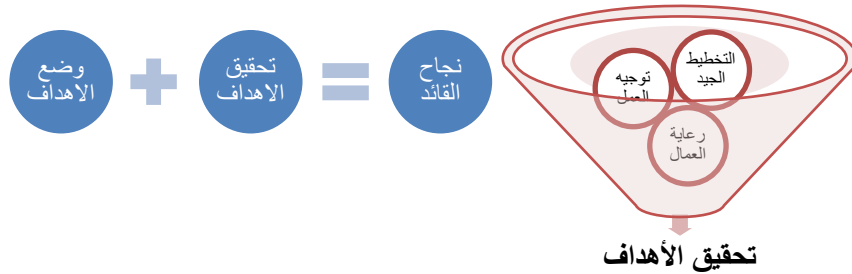 وضع
الاهداف
تحقيق
الاهداف
نجاح
القائد
التخطيط
الجيد
توجيه
العمل
رعاية
العمال
تحقيق الأهداف